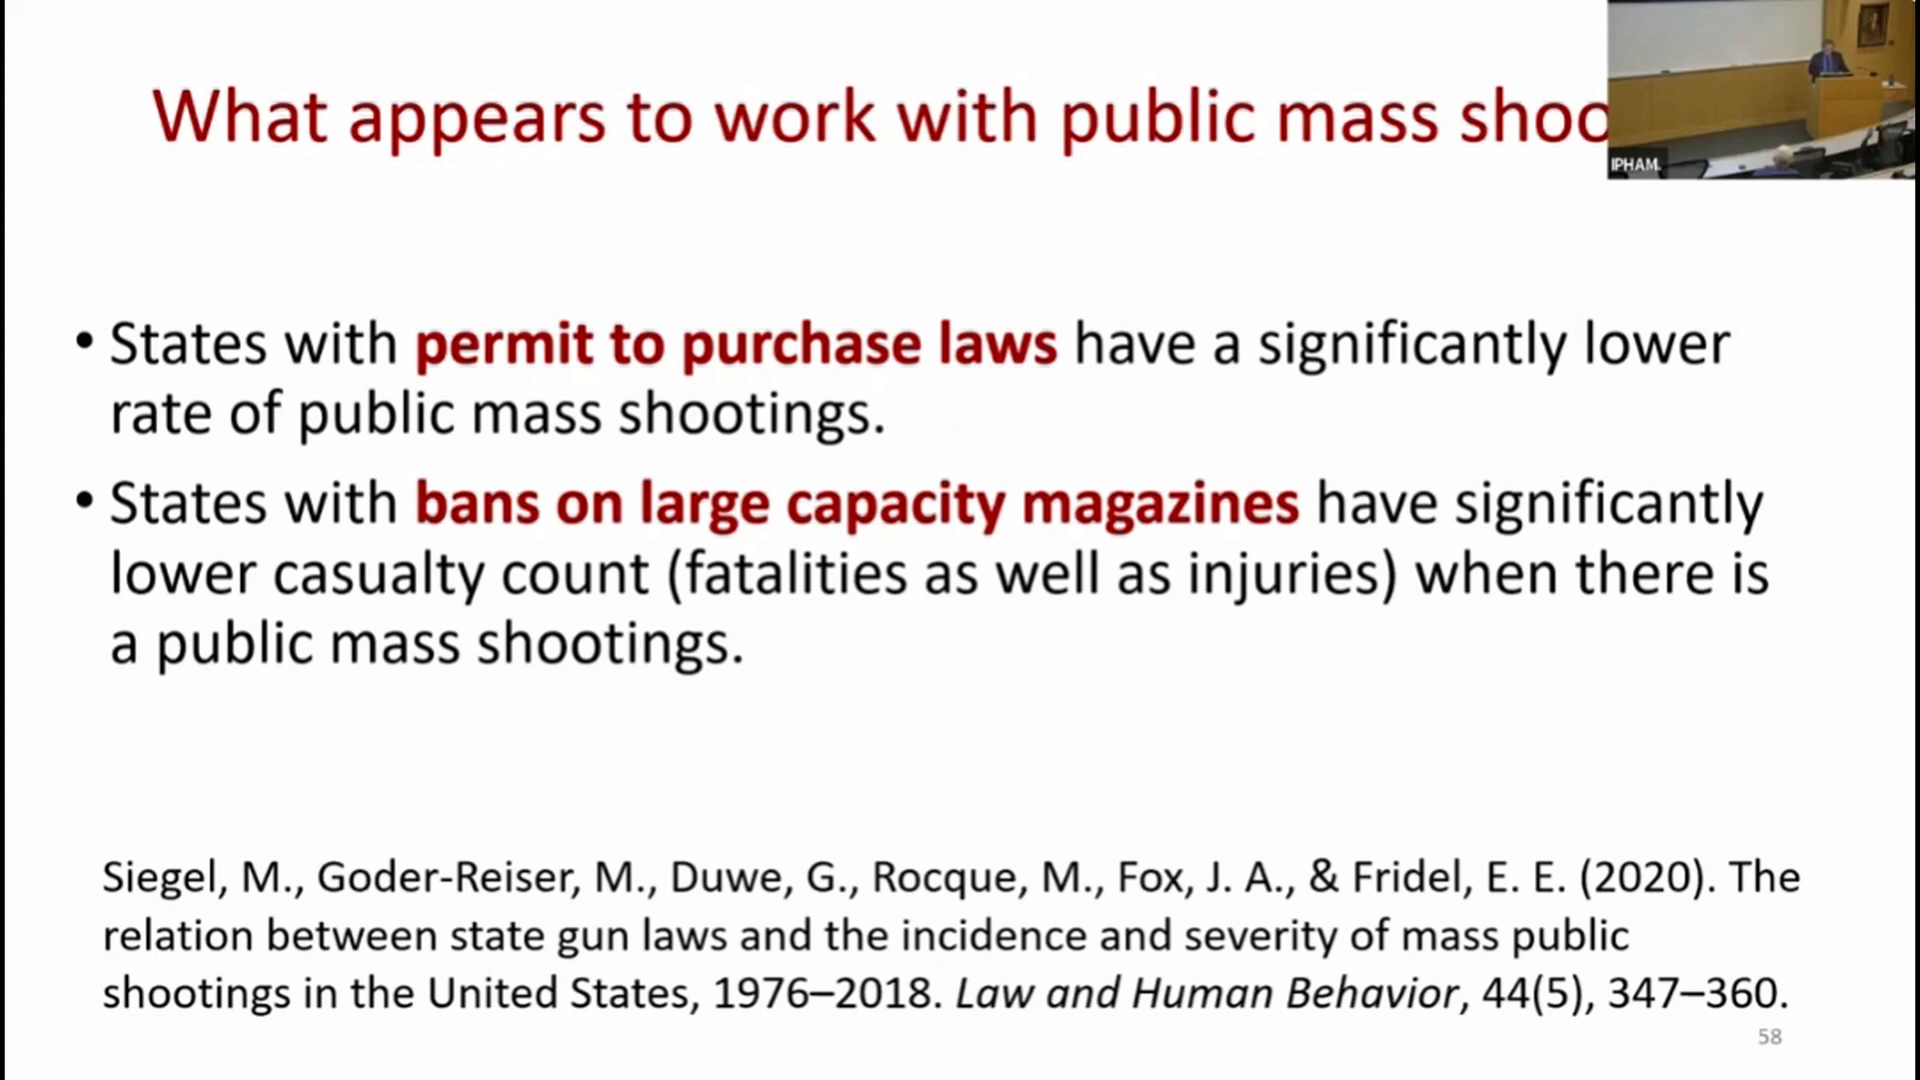 What appears to work with public mass shoo
IPHAM
• States with permit to purchase laws have a significantly lower
rate of public mass shootings.
• States with bans on large capacity magazines have significantly
lower casualty count (fatalities as well as injuries) when there is
a public mass shootings.
Siegel, M., Goder-Reiser, M., Duwe, G., Rocque, M., Fox, J. A., & Fridel, E. E. (2020). The
relation between state gun laws and the incidence and severity of mass public
shootings in the United States, 1976–2018. Law and Human Behavior, 44(5), 347–360.
58